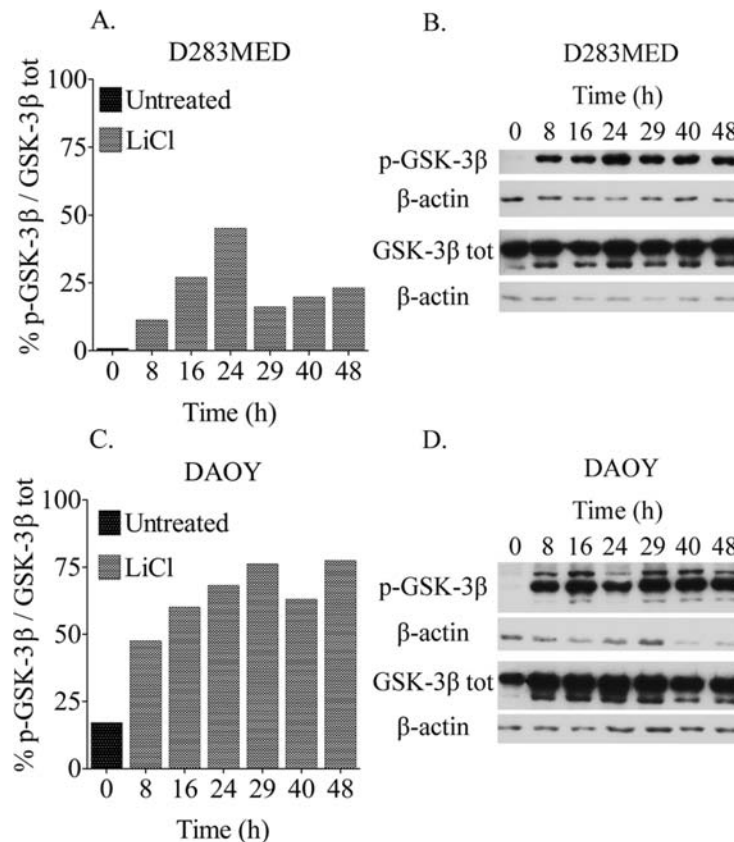 A.
D283MED
% p-GSK-3β / GSK-3β tot
100
75
50
25
0
Untreated
LiCl
0 8 16 24 29 40 48
Time (h)
B.
D283MED
Time (h)
0 8 16 24 29 40 48
p-GSK-3β
β-actin
GSK-3β tot
β-actin
C.
DAOY
% p-GSK-3β / GSK-3β tot
100
75
50
25
0
Untreated
LiCl
0 8 16 24 29 40 48
Time (h)
D.
DAOY
Time (h)
0 8 16 24 29 40 48
p-GSK-3β
β-actin
GSK-3β tot
β-actin